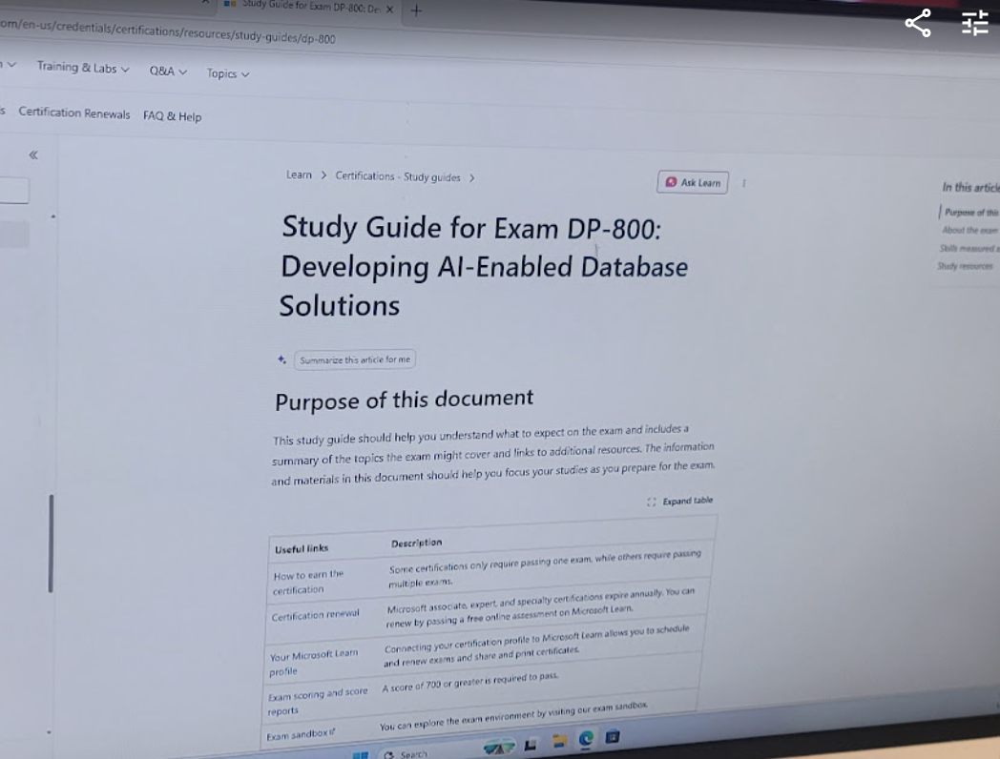 Study Guide for Exam DP-800: De
om/en-us/credentials/certifications/resources/study-guides/dp-800
Training & Labs
Q&A
Topics
s Certification Renewals FAQ & Help
Learn > Certifications - Study guides >
Ask Learn
In this article
Purpose of this
About the exam
Skills measured a
Study resources
Study Guide for Exam DP-800:
Developing AI-Enabled Database
Solutions
Summarize this article for me
Purpose of this document
This study guide should help you understand what to expect on the exam and includes a
summary of the topics the exam might cover and links to additional resources. The information
and materials in this document should help you focus your studies as you prepare for the exam.
Expand table
Useful links Description
How to earn the
certification
Some certifications only require passing one exam, while others require passing
multiple exams.
Certification renewal
Microsoft associate, expert, and specialty certifications expire annually. You can
renew by passing a free online assessment on Microsoft Learn.
Your Microsoft Learn
profile
Connecting your certification profile to Microsoft Learn allows you to schedule
and renew exams and share and print certificates.
Exam scoring and score
reports
A score of 700 or greater is required to pass.
Exam sandbox
You can explore the exam environment by visiting our exam sandbox.
Search